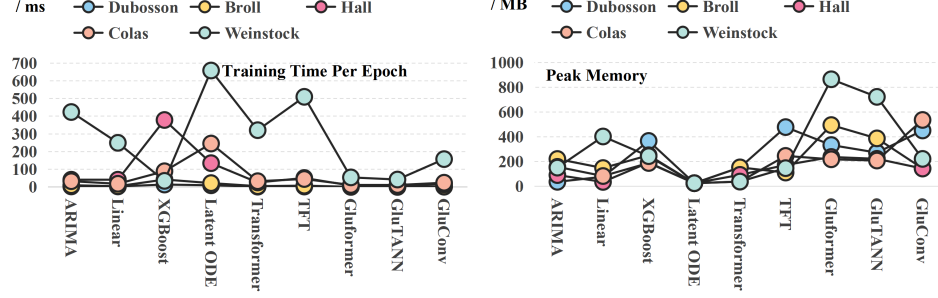 / ms
Dubosson
Broll
Hall
Colas
Weinstock
Training Time Per Epoch
700
600
500
400
300
200
100
0
ARIMA
Linear
XGBoost
Latent ODE
Transformer
TFT
Gluformer
GluTANN
GluConv
/ MB
Dubosson
Broll
Hall
Colas
Weinstock
Peak Memory
1000
800
600
400
200
0
ARIMA
Linear
XGBoost
Latent ODE
Transformer
TFT
Gluformer
GluTANN
GluConv